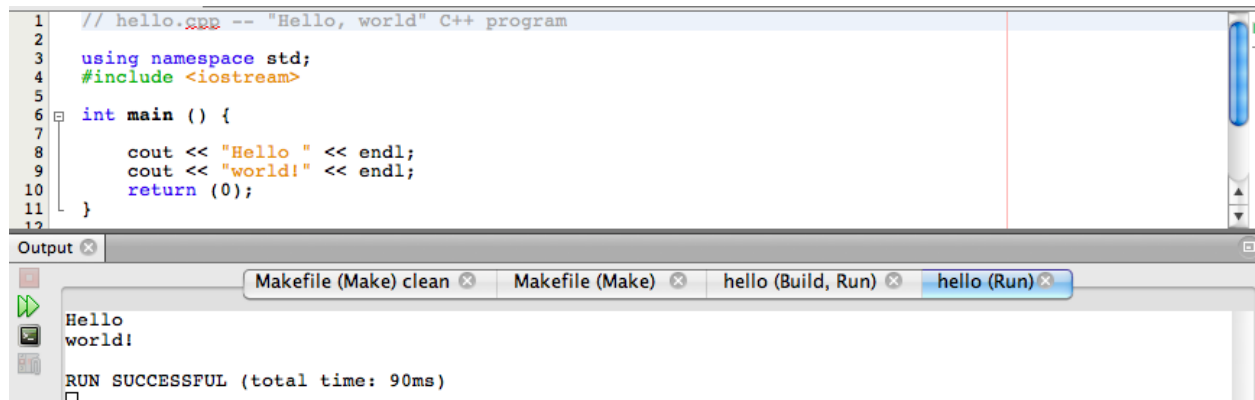 1 // hello.cpp -- "Hello, world" C++ program
2
3 using namespace std;
4 #include <iostream>
5
6 int main () {
7
8 cout << "Hello " << endl;
9 cout << "world!" << endl;
10 return (0);
11 }
12
Output
Makefile (Make) clean Makefile (Make) hello (Build, Run) hello (Run)
Hello
world!
RUN SUCCESSFUL (total time: 90ms)